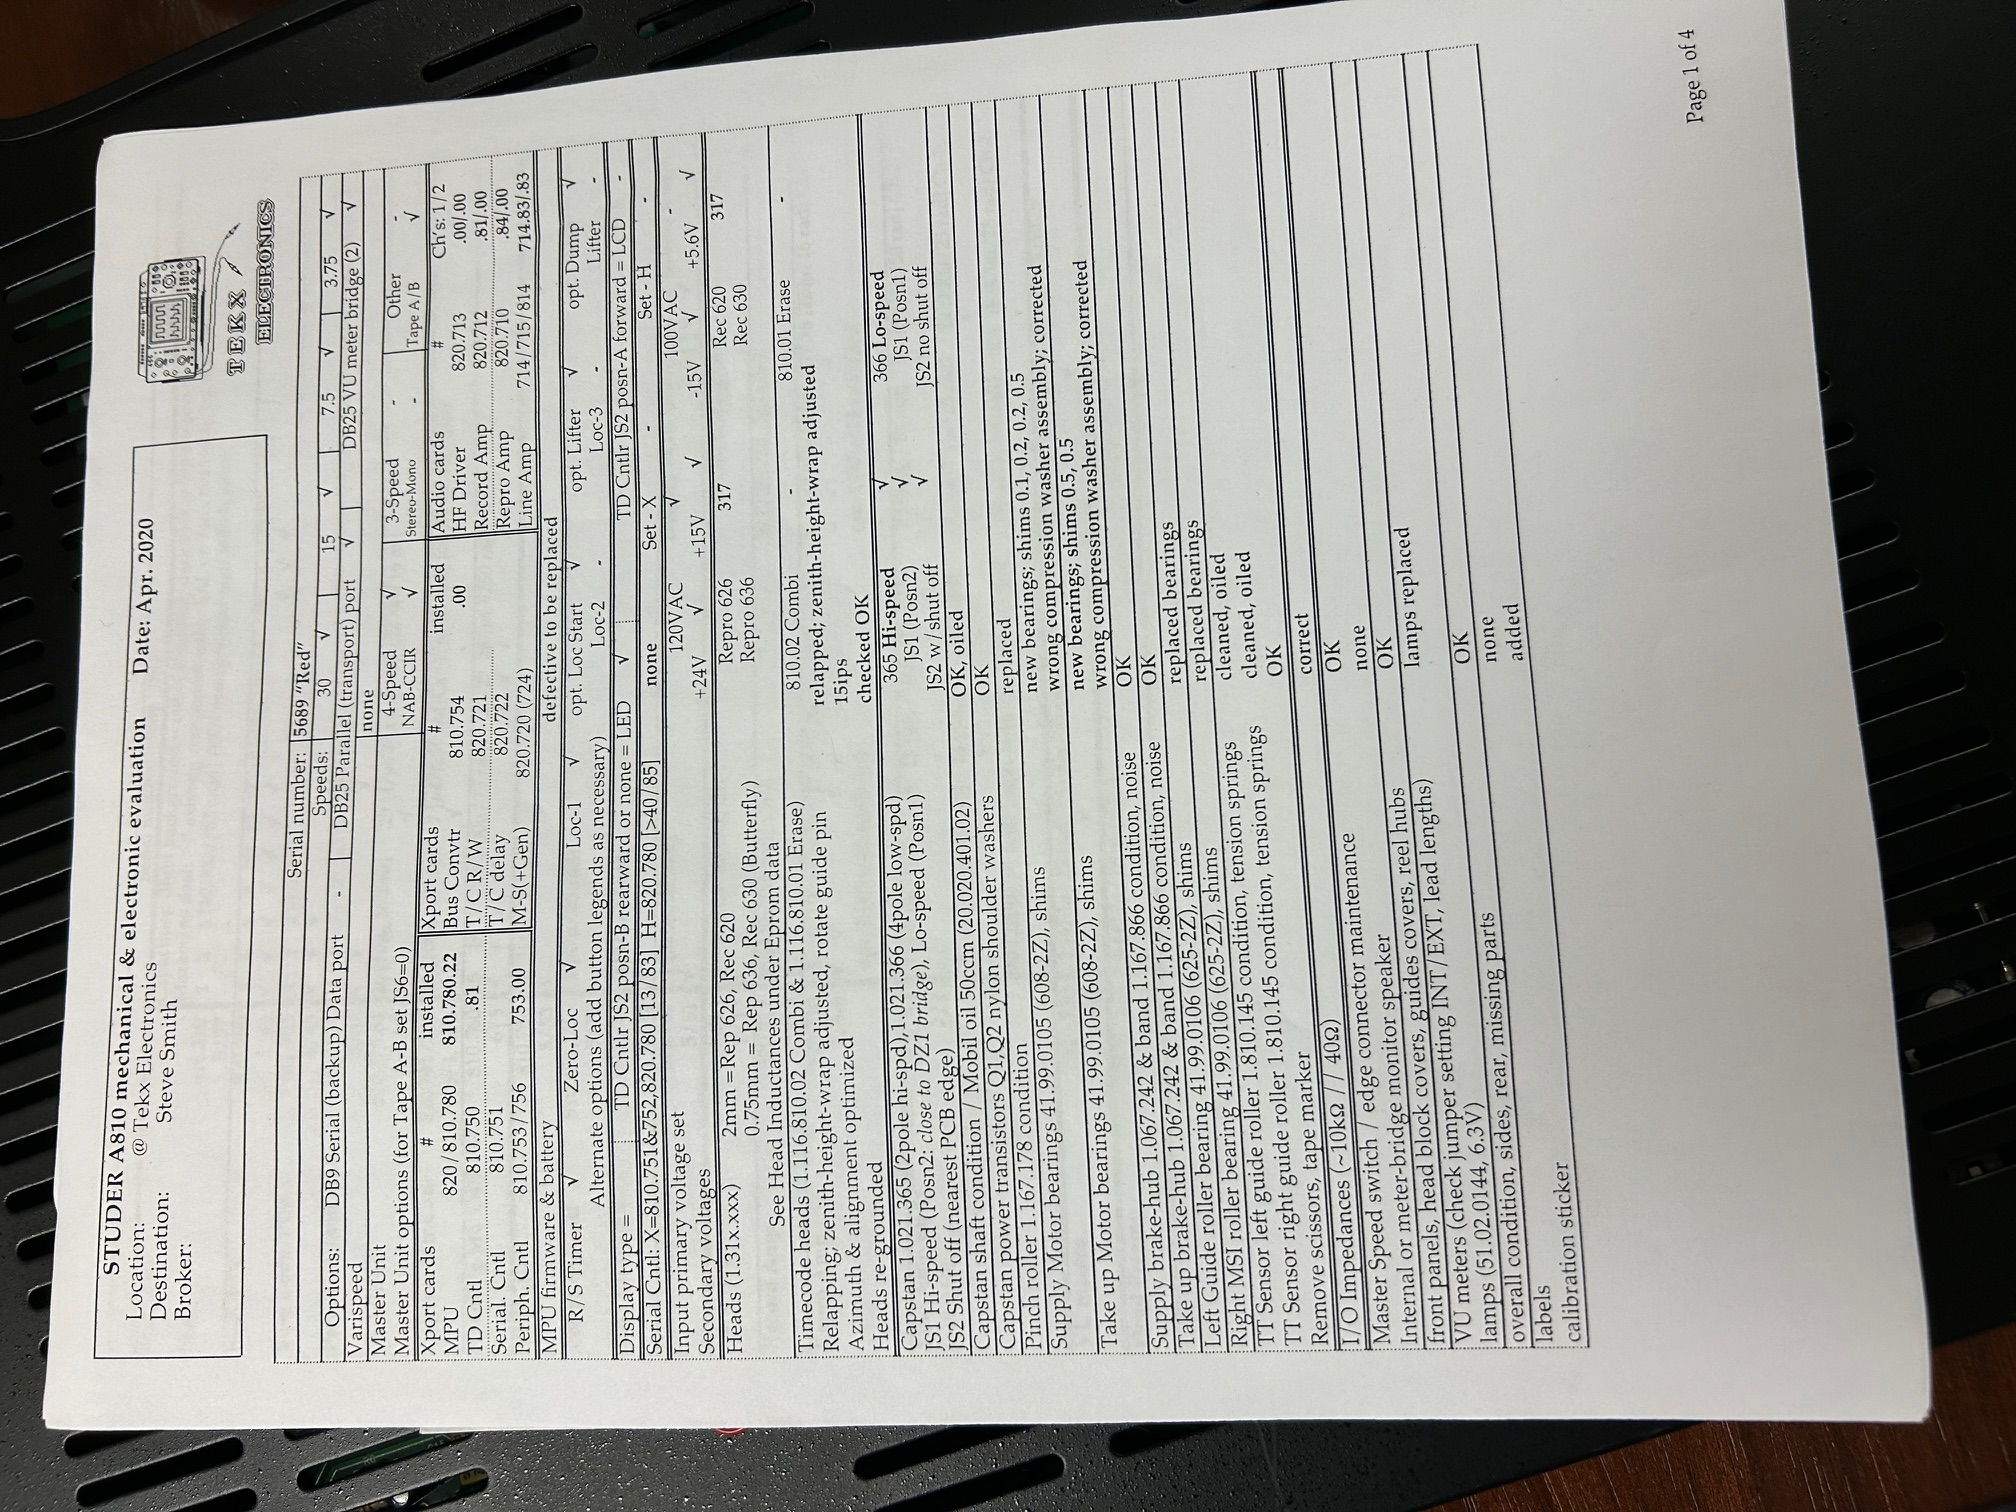 STUDER A810 mechanical & electronic evaluation Date: Apr. 2020
Location: @ Tekx Electronics
Destination: Steve Smith
Broker:
TEKX
ELECTRONICS
Serial number: 5689 "Red"
Speeds: 30 √ 15 √ 7.5 √ 3.75 √
Options: DB9 Serial (backup) Data port - DB25 Parallel (transport) port √ DB25 VU meter bridge (2) √
Varispeed none
Master Unit 4-Speed √ 3-Speed - Other -
Master Unit options (for Tape A-B set JS6=0) NAB-CCIR √ Stereo-Mono - Tape A/B √
Xport cards # installed Xport cards # installed Audio cards # Ch's: 1/2
MPU 820/810.780 810.780.22 Bus Convtr 810.754 .00 HF Driver 820.713 .00/.00
TD Cntl 810.750 .81 T/C R/W 820.721 Record Amp 820.712 .81/.00
Serial. Cntl 810.751 T/C delay 820.722 Repro Amp 820.710 .84/.00
Periph. Cntl 810.753/756 753.00 M-S(+Gen) 820.720 (724) Line Amp 714/715/814 714.83/.83
MPU firmware & battery defective to be replaced
R/S Timer √ Zero-Loc √ Loc-1 √ opt. Loc Start √ opt. Lifter √ opt. Dump √
Alternate options (add button legends as necessary) Loc-2 - Loc-3 - Lifter -
Display type = TD Cntlr JS2 posn-B rearward or none = LED √ TD Cntlr JS2 posn-A forward = LCD -
Serial Cntl: X=810.751&752,820.780 [13/83] H=820.780 [>40/85] none Set - X - Set - H -
Input primary voltage set 120VAC √ 100VAC -
Secondary voltages +24V √ +15V √ -15V √ +5.6V √
Heads (1.31x.xxx) 2mm =Rep 626, Rec 620 Repro 626 317 Rec 620 317
0.75mm = Rep 636, Rec 630 (Butterfly) Repro 636 Rec 630
See Head Inductances under Eprom data
Timecode heads (1.116.810.02 Combi & 1.116.810.01 Erase) 810.02 Combi - 810.01 Erase -
Relapping; zenith-height-wrap adjusted, rotate guide pin relapped; zenith-height-wrap adjusted
Azimuth & alignment optimized 15ips
Heads re-grounded checked OK
Capstan 1.021.365 (2pole hi-spd),1.021.366 (4pole low-spd) 365 Hi-speed √ 366 Lo-speed
JS1 Hi-speed (Posn2: close to DZ1 bridge), Lo-speed (Posn1) JS1 (Posn2) √ JS1 (Posn1)
JS2 Shut off (nearest PCB edge) JS2 w/shut off √ JS2 no shut off
Capstan shaft condition / Mobil oil 50ccm (20.020.401.02) OK, oiled
Capstan power transistors Q1,Q2 nylon shoulder washers OK
Pinch roller 1.167.178 condition replaced
Supply Motor bearings 41.99.0105 (608-2Z), shims new bearings; shims 0.1, 0.2, 0.2, 0.5
wrong compression washer assembly; corrected
Take up Motor bearings 41.99.0105 (608-2Z), shims new bearings; shims 0.5, 0.5
wrong compression washer assembly; corrected
Supply brake-hub 1.067.242 & band 1.167.866 condition, noise OK
Take up brake-hub 1.067.242 & band 1.167.866 condition, noise OK
Left Guide roller bearing 41.99.0106 (625-2Z), shims replaced bearings
Right MSI roller bearing 41.99.0106 (625-2Z), shims replaced bearings
TT Sensor left guide roller 1.810.145 condition, tension springs cleaned, oiled
TT Sensor right guide roller 1.810.145 condition, tension springs cleaned, oiled
Remove scissors, tape marker OK
I/O Impedances (~10kΩ // 40Ω) correct
Master Speed switch / edge connector maintenance OK
Internal or meter-bridge monitor speaker none
front panels, head block covers, guides covers, reel hubs OK
VU meters (check jumper setting INT/EXT, lead lengths) lamps replaced
lamps (51.02.0144, 6.3V)
overall condition, sides, rear, missing parts OK
labels none
calibration sticker added
Page 1 of 4